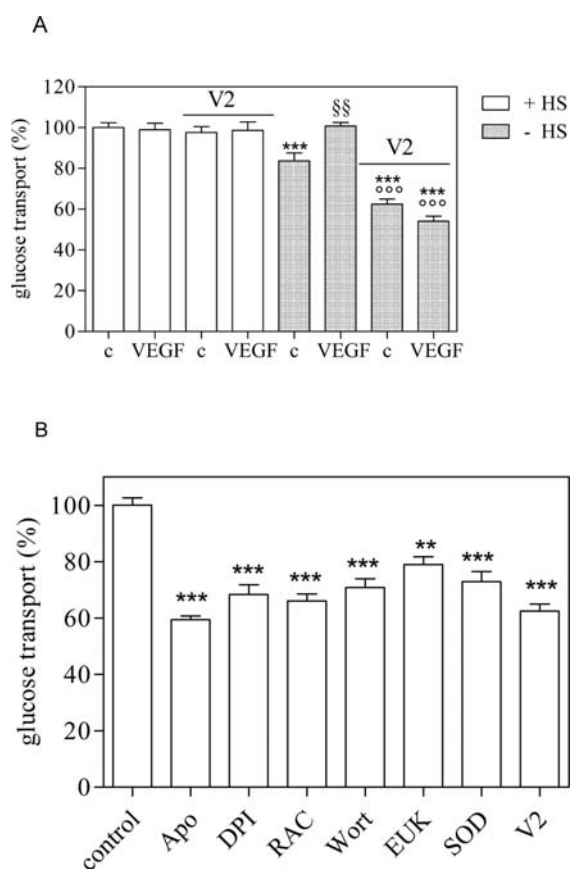 A
glucose transport (%)
120
100
80
60
40
20
0
V2
***
§§
V2
***
°°°
***
°°°
c VEGF c VEGF c VEGF c VEGF
+ HS
- HS
B
glucose transport (%)
100
80
60
40
20
0
***
***
***
***
**
***
***
control Apo DPI RAC Wort EUK SOD V2